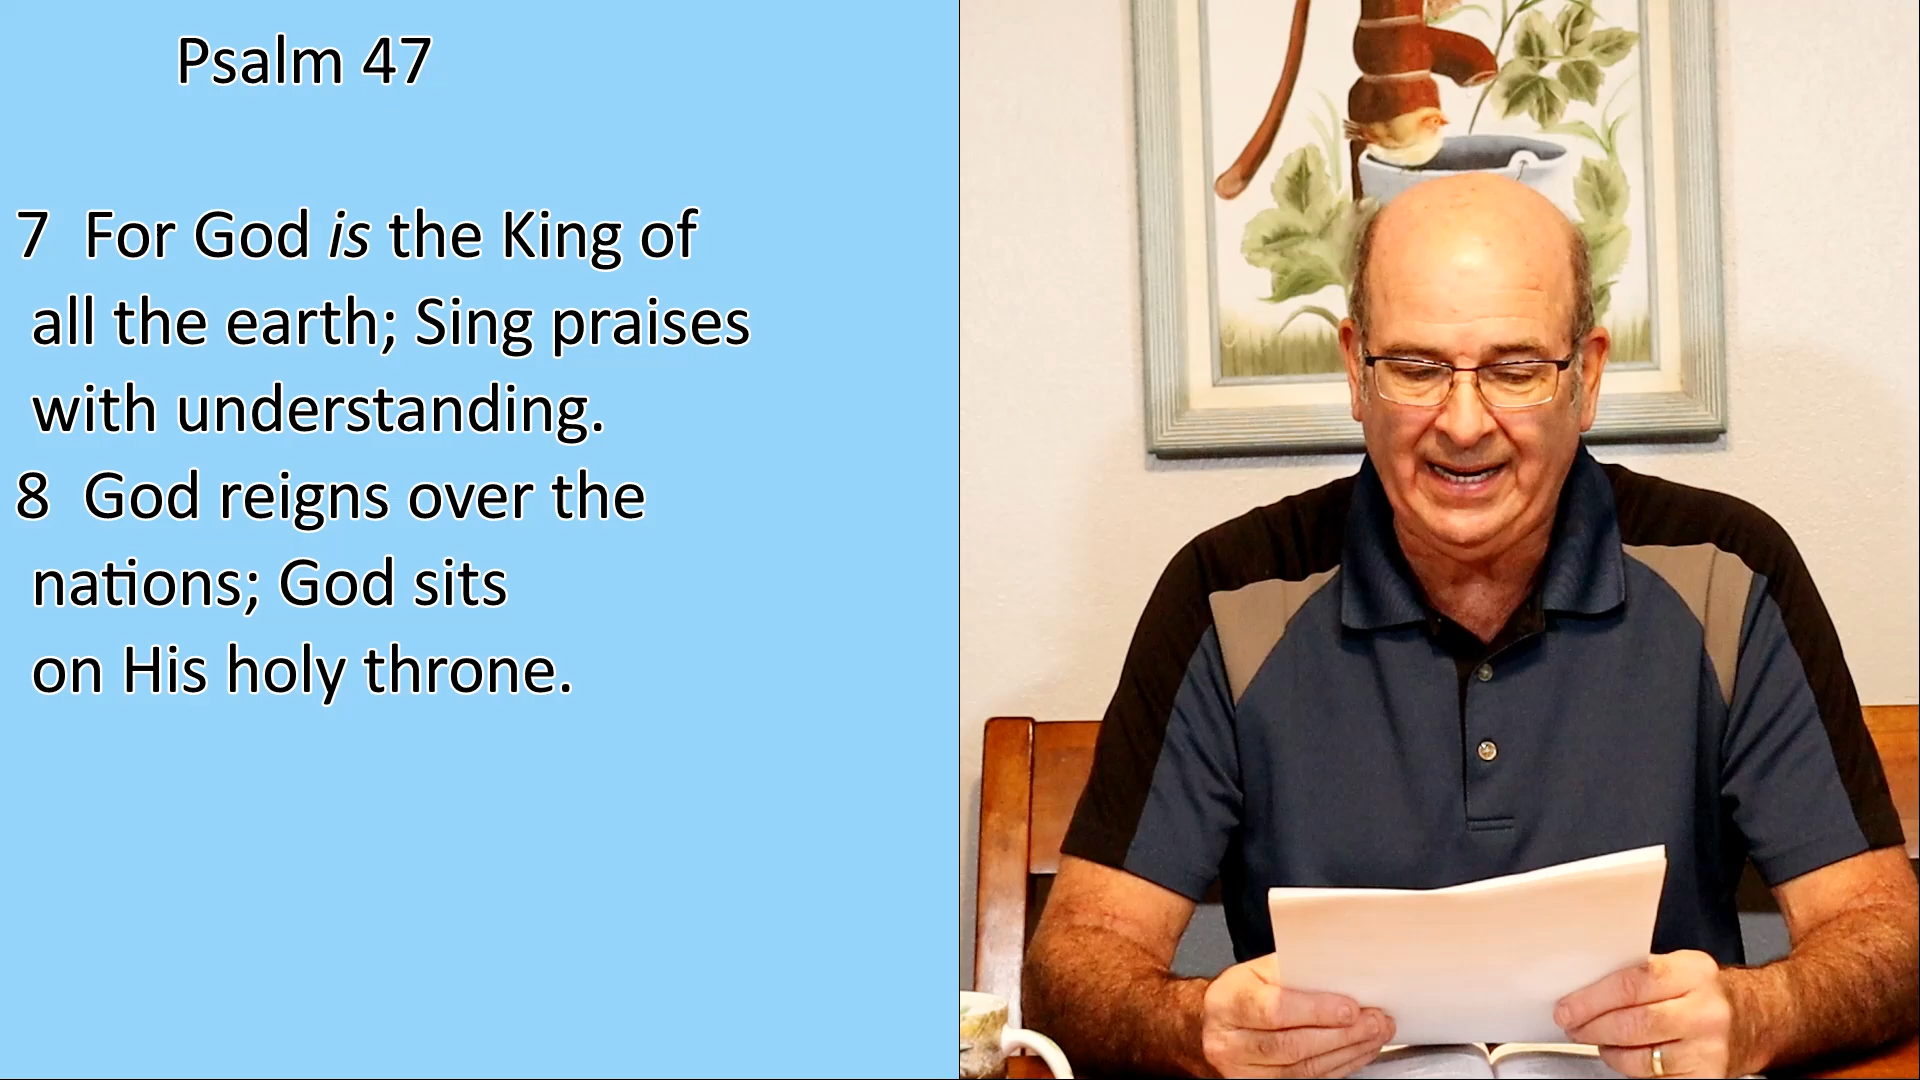 Psalm 47
7 For God is the King of
all the earth; Sing praises
with understanding.
8 God reigns over the
nations; God sits
on His holy throne.